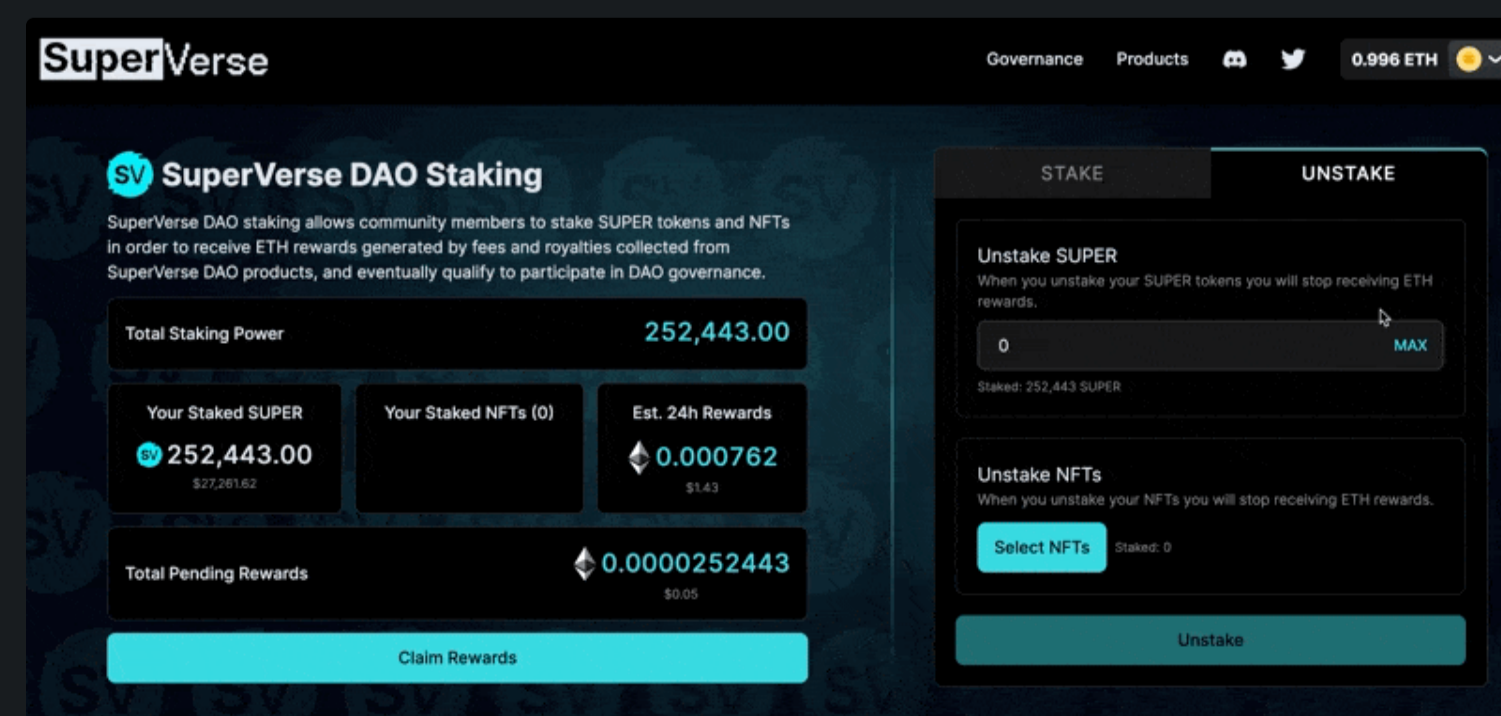 SuperVerse
Governance
Products
0.996 ETH
SV SuperVerse DAO Staking
SuperVerse DAO staking allows community members to stake SUPER tokens and NFTs
in order to receive ETH rewards generated by fees and royalties collected from
SuperVerse DAO products, and eventually qualify to participate in DAO governance.
Total Staking Power
252,443.00
Your Staked SUPER
SV 252,443.00
$27,261.62
Your Staked NFTs (0)
Est. 24h Rewards
0.000762
$1.43
Total Pending Rewards
0.0000252443
$0.05
Claim Rewards
STAKE
UNSTAKE
Unstake SUPER
When you unstake your SUPER tokens you will stop receiving ETH
rewards.
0
MAX
Staked: 252,443 SUPER
Unstake NFTs
When you unstake your NFTs you will stop receiving ETH rewards.
Select NFTs
Staked: 0
Unstake